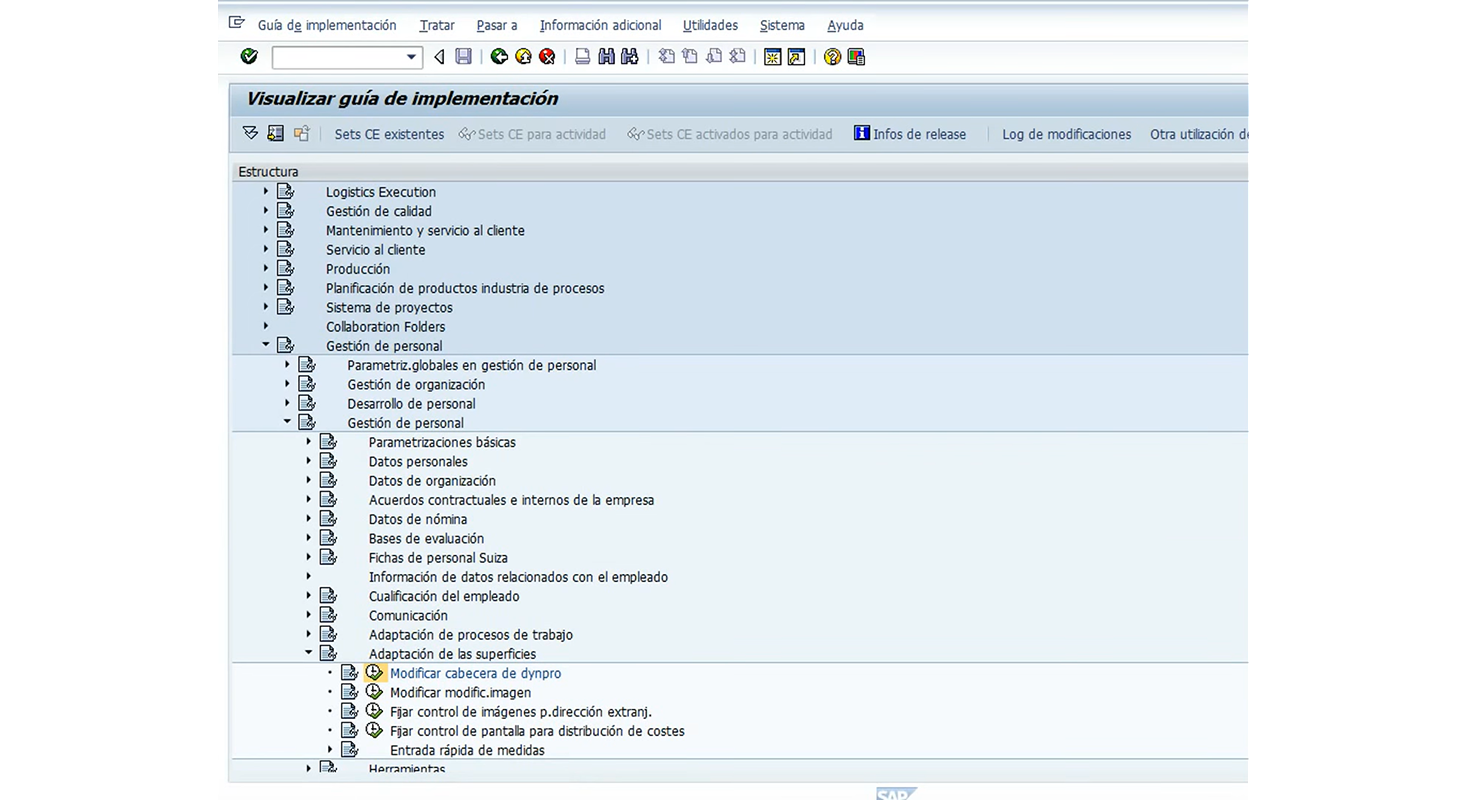 Guía de implementación Tratar Pasar a Información adicional Utilidades Sistema Ayuda
Visualizar guía de implementación
Sets CE existentes Sets CE para actividad Sets CE activados para actividad Infos de release Log de modificaciones Otra utilización de
Estructura
Logistics Execution
Gestión de calidad
Mantenimiento y servicio al cliente
Servicio al cliente
Producción
Planificación de productos industria de procesos
Sistema de proyectos
Collaboration Folders
Gestión de personal
Parametriz.globales en gestión de personal
Gestión de organización
Desarrollo de personal
Gestión de personal
Parametrizaciones básicas
Datos personales
Datos de organización
Acuerdos contractuales e internos de la empresa
Datos de nómina
Bases de evaluación
Fichas de personal Suiza
Información de datos relacionados con el empleado
Cualificación del empleado
Comunicación
Adaptación de procesos de trabajo
Adaptación de las superficies
Modificar cabecera de dynpro
Modificar modific.imagen
Fijar control de imágenes p.dirección extranj.
Fijar control de pantalla para distribución de costes
Entrada rápida de medidas
Herramientas
SAP